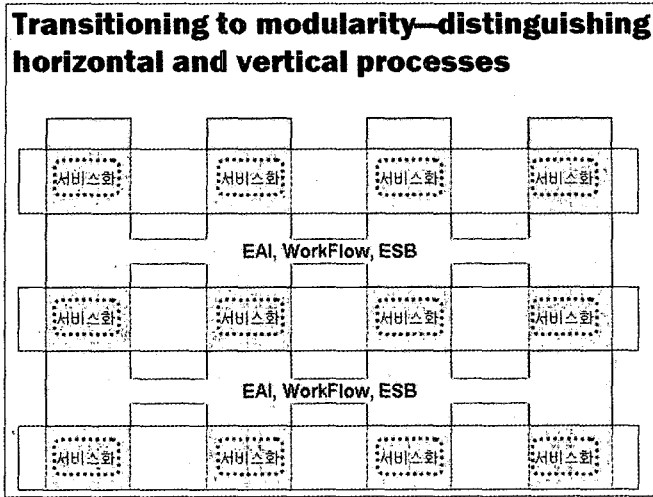 Transitioning to modularity—distinguishing
horizontal and vertical processes
서비스화 서비스화 서비스화 서비스화
EAI, WorkFlow, ESB
서비스화 서비스화 서비스화 서비스화
EAI, WorkFlow, ESB
서비스화 서비스화 서비스화 서비스화